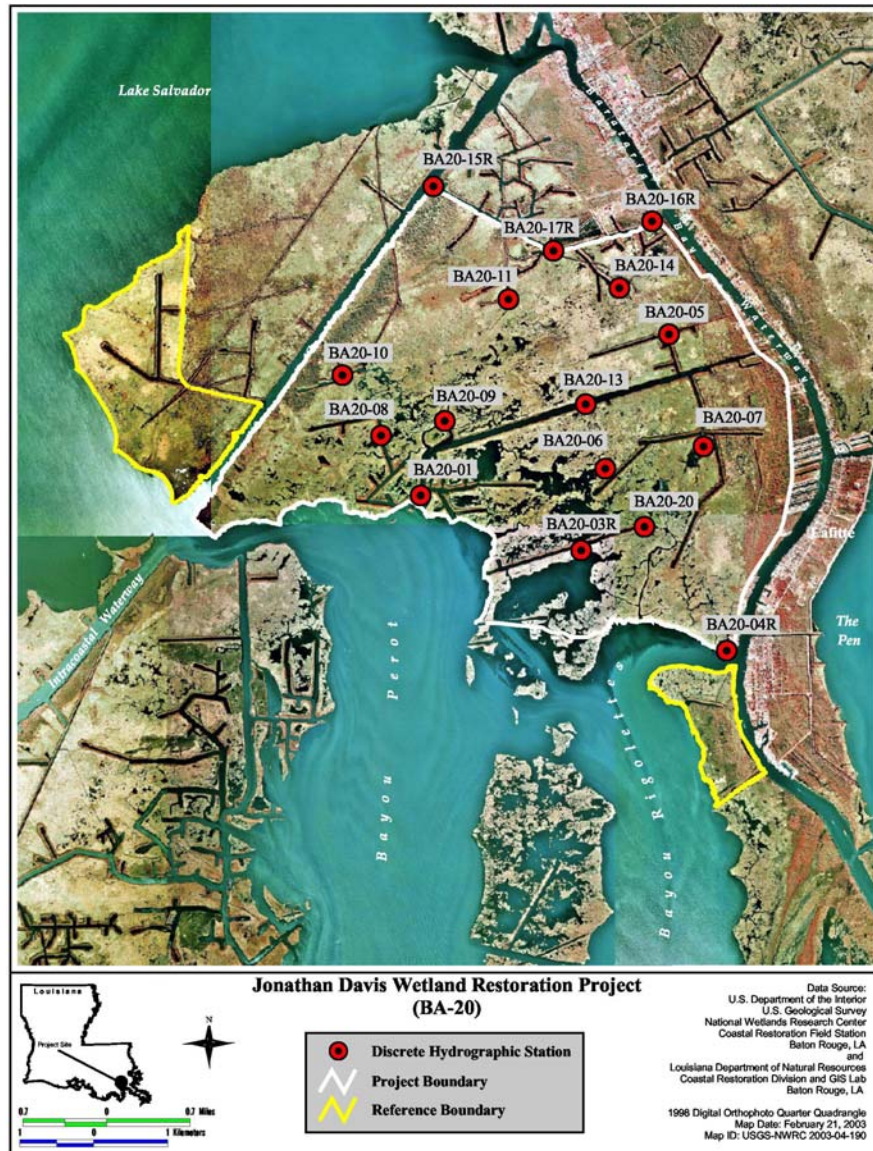 Lake Salvador
Barataria
Bay
Waterway
BA20-15R
BA20-16R
BA20-17R
BA20-14
BA20-11
BA20-05
BA20-10
BA20-13
BA20-09
BA20-08
BA20-07
BA20-06
BA20-01
BA20-20
BA20-03R
Lafitte
BA20-04R
The
Pen
Intracoastal Waterway
Bayou Perot
Bayou Rigolettes
Jonathan Davis Wetland Restoration Project
(BA-20)
Louisiana
Project Site
N
0.7 0 0.7 Miles
1 0 1 Kilometers
Discrete Hydrographic Station
Project Boundary
Reference Boundary
Data Source:
U.S. Department of the Interior
U.S. Geological Survey
National Wetlands Research Center
Coastal Restoration Field Station
Baton Rouge, LA
and
Louisiana Department of Natural Resources
Coastal Restoration Division and GIS Lab
Baton Rouge, LA
1998 Digital Orthophoto Quarter Quadrangle
Map Date: February 21, 2003
Map ID: USGS-NWRC 2003-04-190